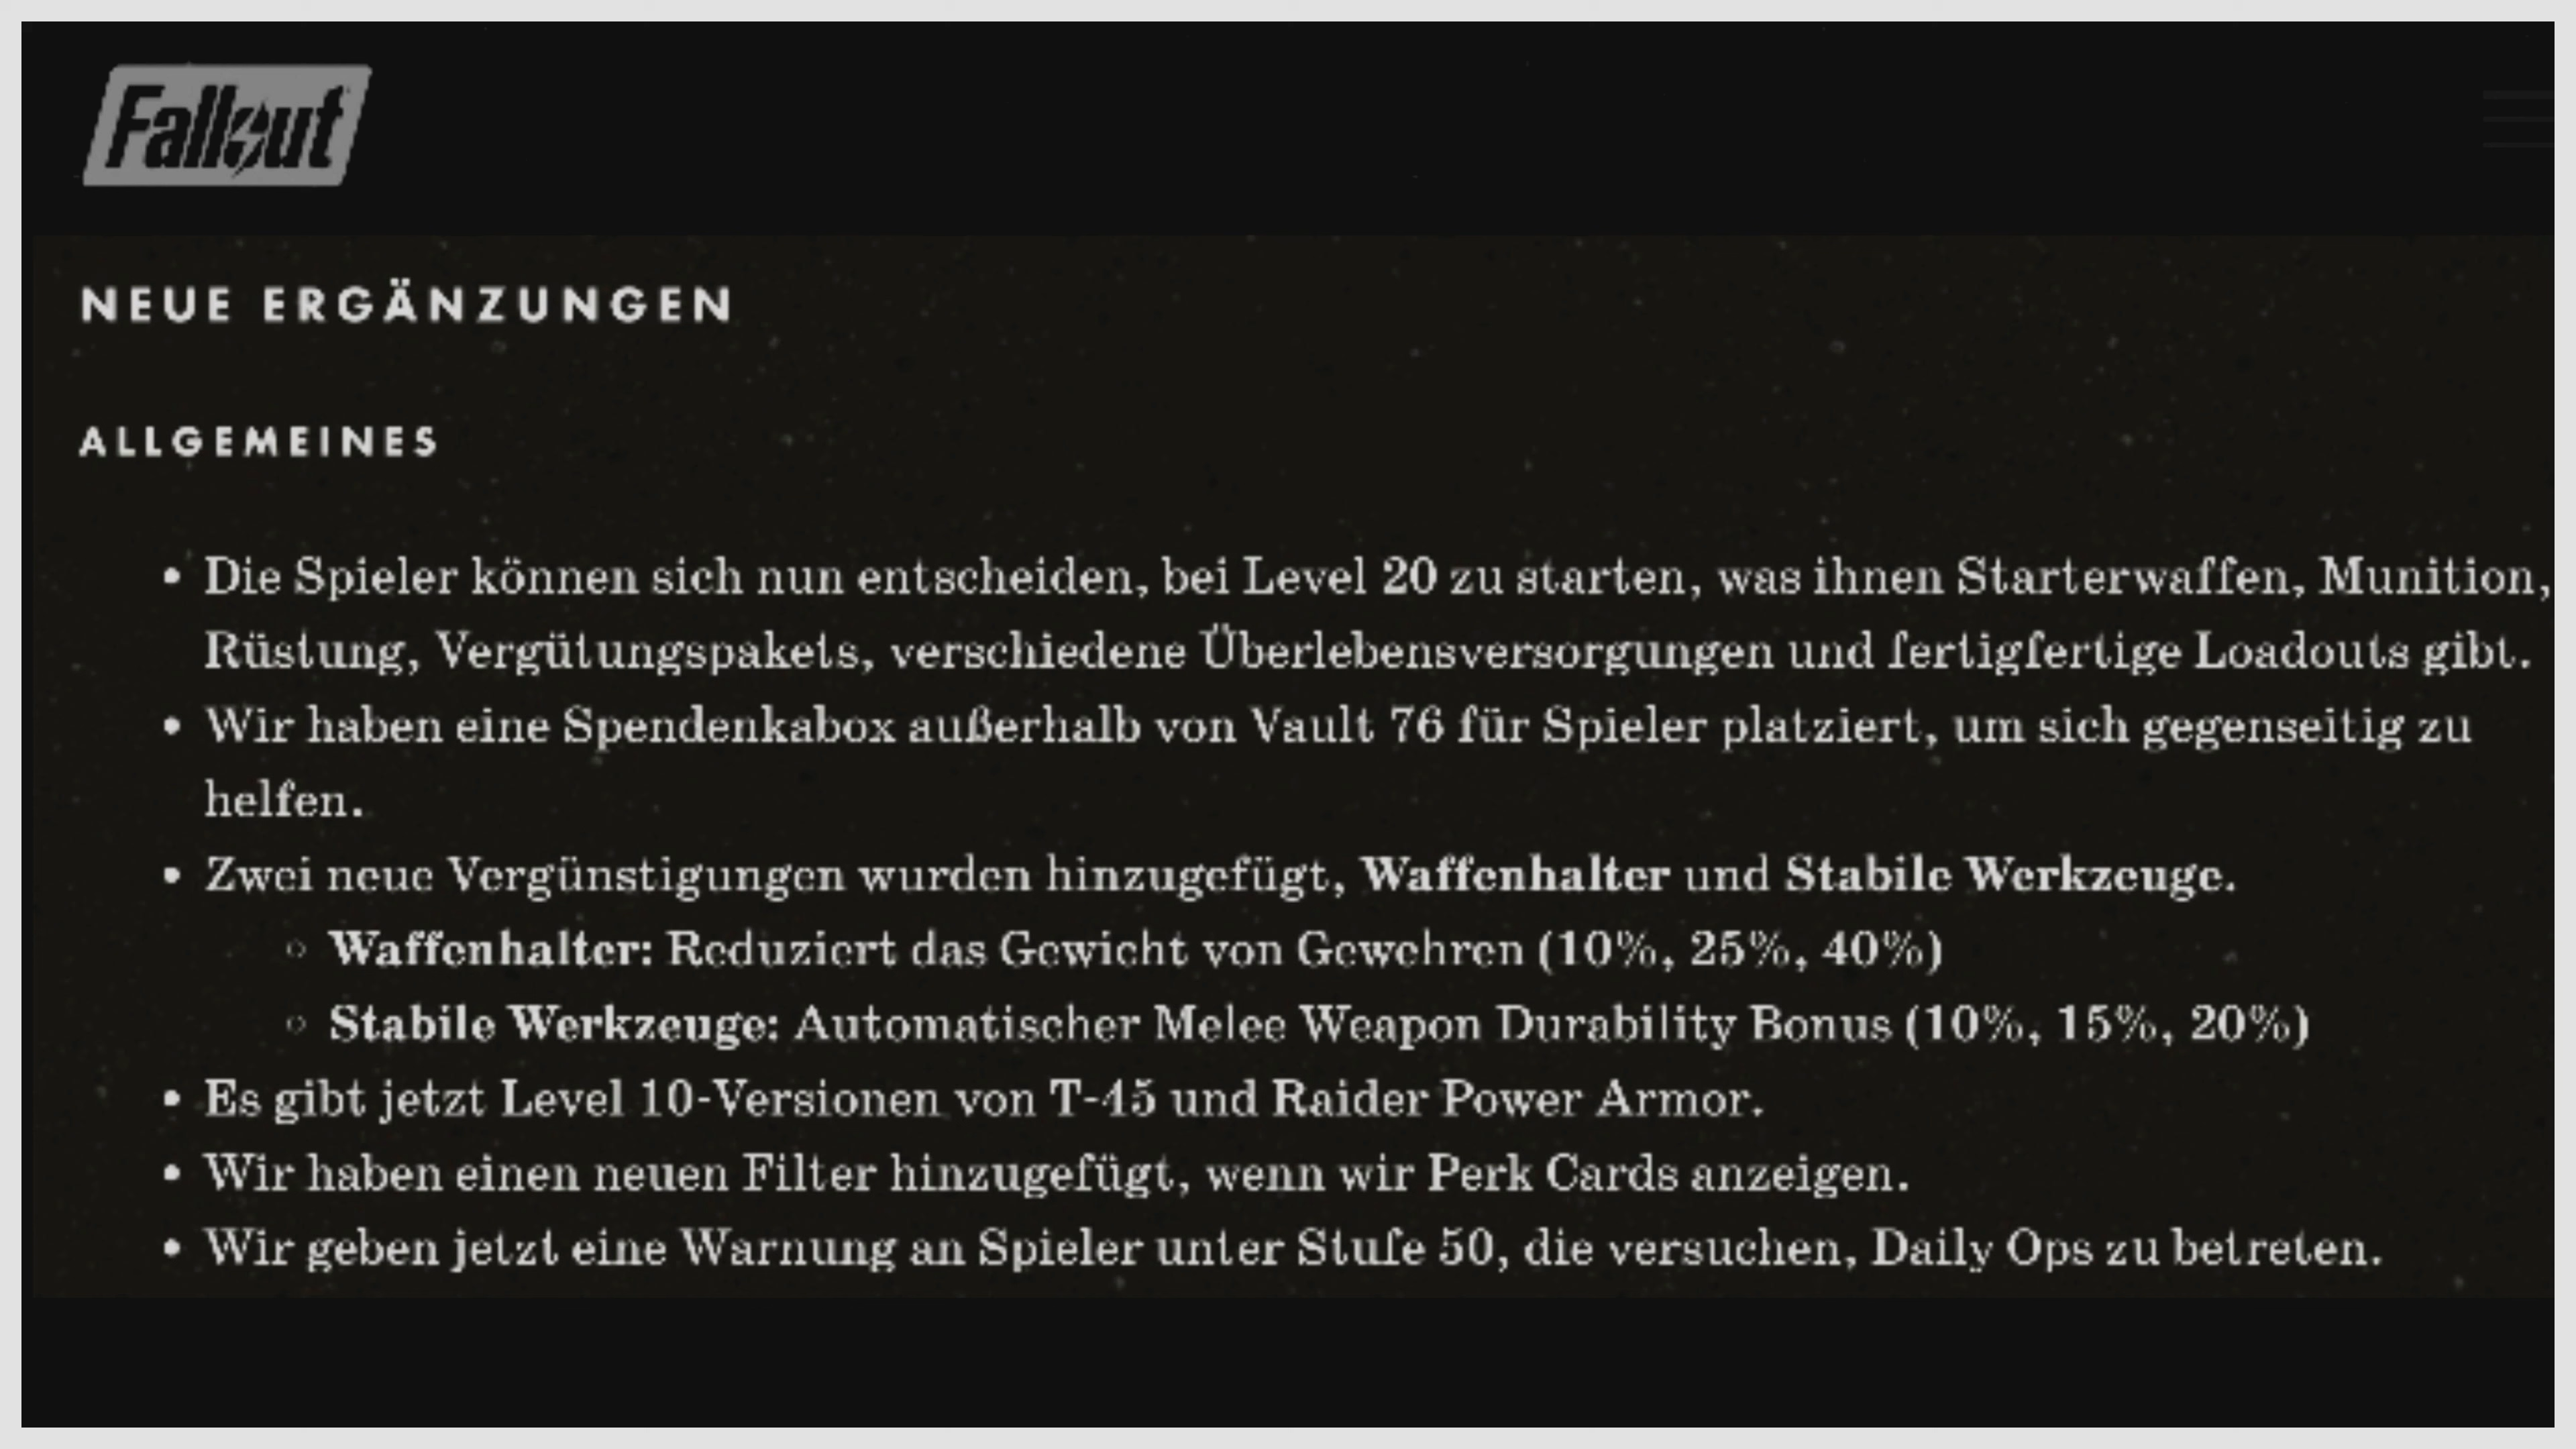 Fallout
NEUE ERGÄNZUNGEN
ALLGEMEINES
• Die Spieler können sich nun entscheiden, bei Level 20 zu starten, was ihnen Starterwaffen, Munition,
Rüstung, Vergütungspakets, verschiedene Überlebensversorgungen und fertigfertige Loadouts gibt.
• Wir haben eine Spendenkabox außerhalb von Vault 76 für Spieler platziert, um sich gegenseitig zu
helfen.
• Zwei neue Vergünstigungen wurden hinzugefügt, Waffenhalter und Stabile Werkzeuge.
◦ Waffenhalter: Reduziert das Gewicht von Gewehren (10%, 25%, 40%)
◦ Stabile Werkzeuge: Automatischer Melee Weapon Durability Bonus (10%, 15%, 20%)
• Es gibt jetzt Level 10-Versionen von T-45 und Raider Power Armor.
• Wir haben einen neuen Filter hinzugefügt, wenn wir Perk Cards anzeigen.
• Wir geben jetzt eine Warnung an Spieler unter Stufe 50, die versuchen, Daily Ops zu betreten.